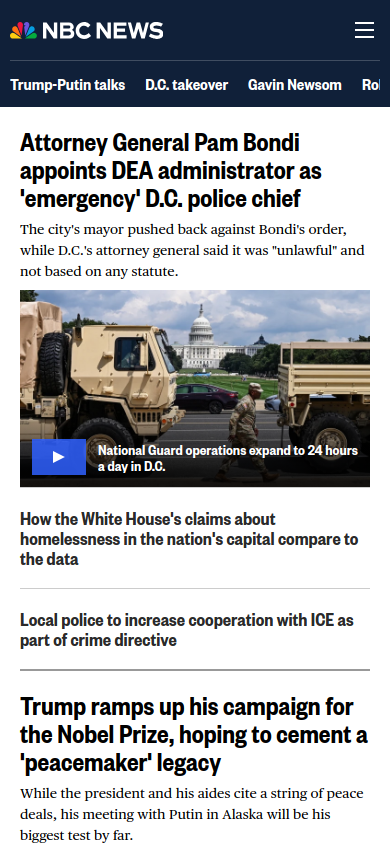 NBC NEWS
Trump-Putin talks D.C. takeover Gavin Newsom
Attorney General Pam Bondi
appoints DEA administrator as
'emergency' D.C. police chief
The city's mayor pushed back against Bondi's order,
while D.C.'s attorney general said it was "unlawful" and
not based on any statute.
National Guard operations expand to 24 hours
a day in D.C.
How the White House's claims about
homelessness in the nation's capital compare to
the data
Local police to increase cooperation with ICE as
part of crime directive
Trump ramps up his campaign for
the Nobel Prize, hoping to cement a
'peacemaker' legacy
While the president and his aides cite a string of peace
deals, his meeting with Putin in Alaska will be his
biggest test by far.